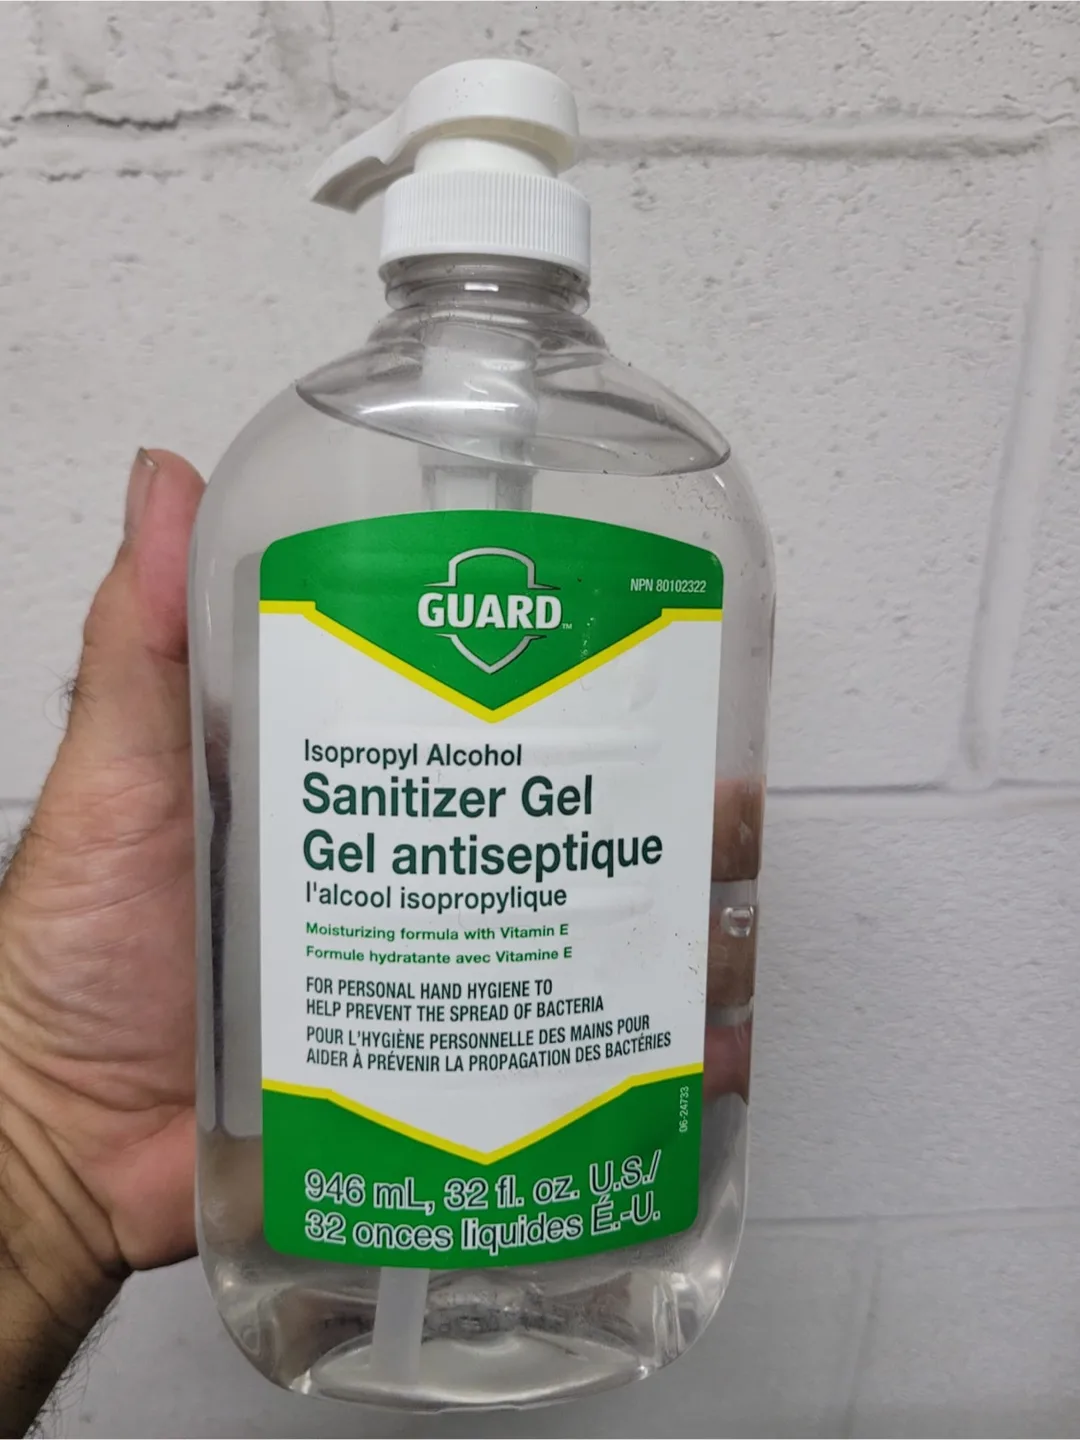 GUARD™
NPN 80102322
Isopropyl Alcohol
Sanitizer Gel
Gel antiseptique
l'alcool isopropylique
Moisturizing formula with Vitamin E
Formule hydratante avec Vitamine E
FOR PERSONAL HAND HYGIENE TO
HELP PREVENT THE SPREAD OF BACTERIA
POUR L'HYGIÈNE PERSONNELLE DES MAINS POUR
AIDER À PRÉVENIR LA PROPAGATION DES BACTÉRIES
06-24733
946 mL, 32 fl. oz. U.S./
32 onces liquides É.-U.